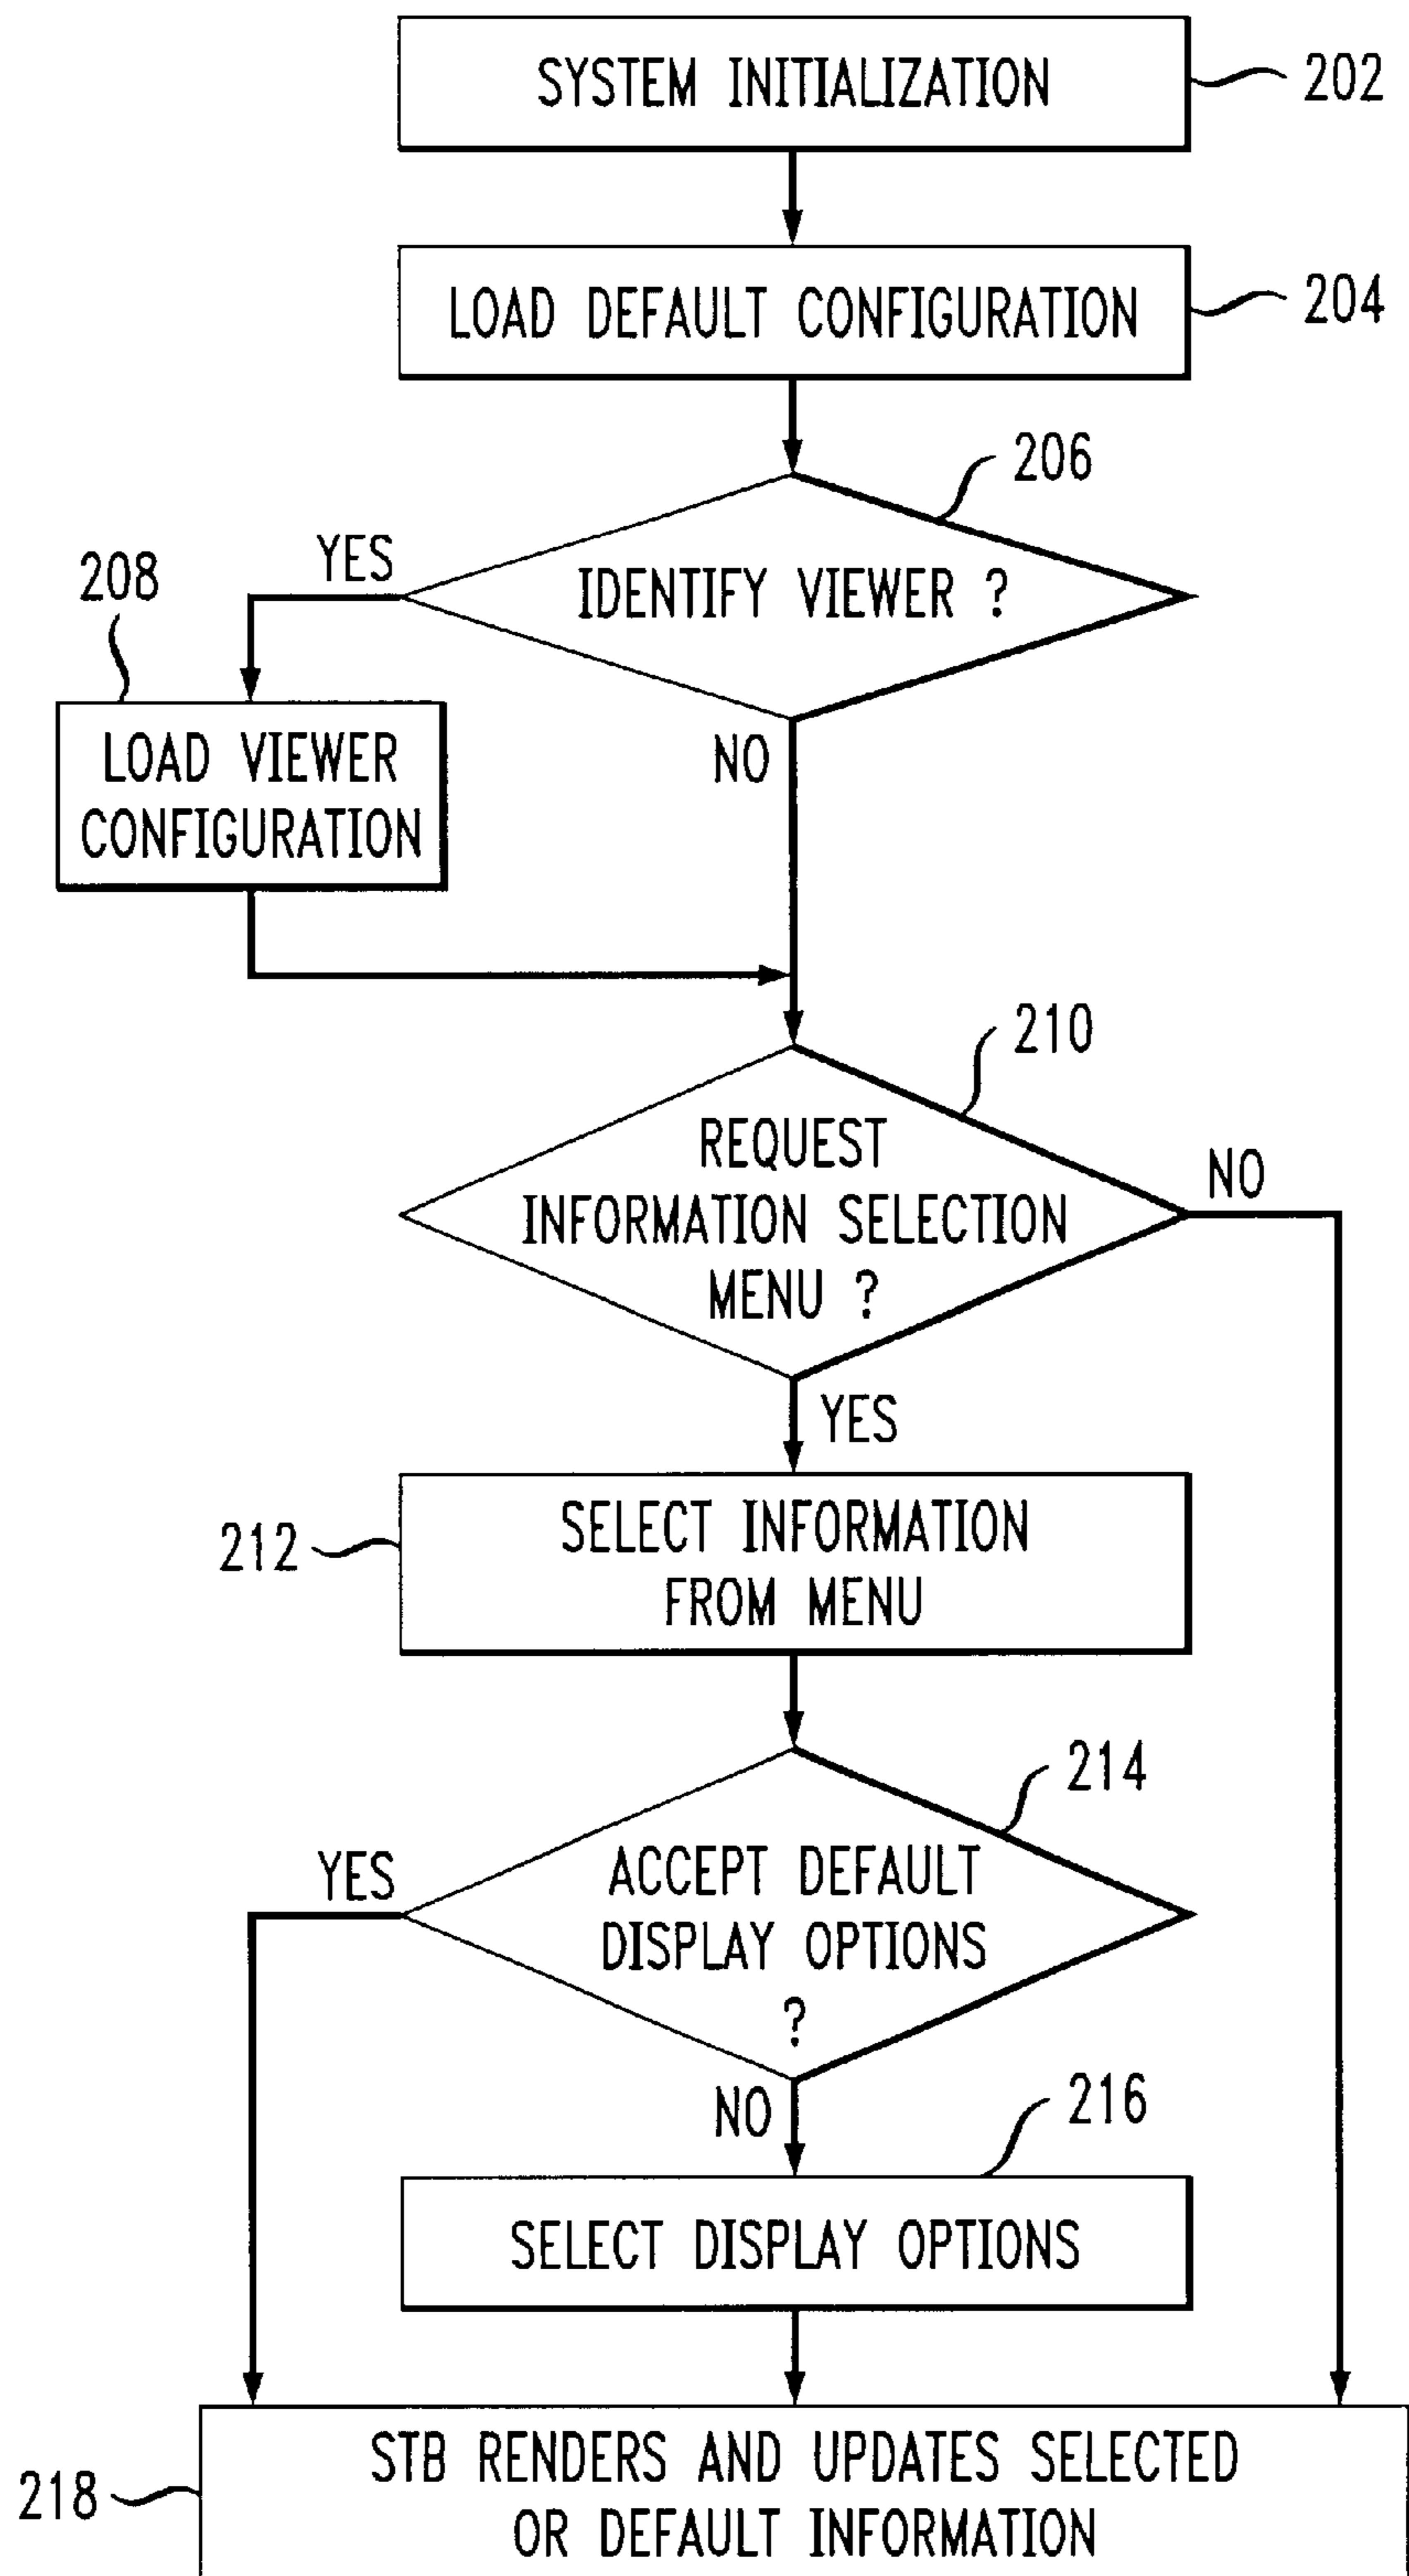 SYSTEM INITIALIZATION
202
LOAD DEFAULT CONFIGURATION
204
206
IDENTIFY VIEWER ?
YES
208
LOAD VIEWER
CONFIGURATION
NO
210
REQUEST
INFORMATION SELECTION
MENU ?
NO
YES
212
SELECT INFORMATION
FROM MENU
214
ACCEPT DEFAULT
DISPLAY OPTIONS
?
YES
NO
216
SELECT DISPLAY OPTIONS
218
STB RENDERS AND UPDATES SELECTED
OR DEFAULT INFORMATION